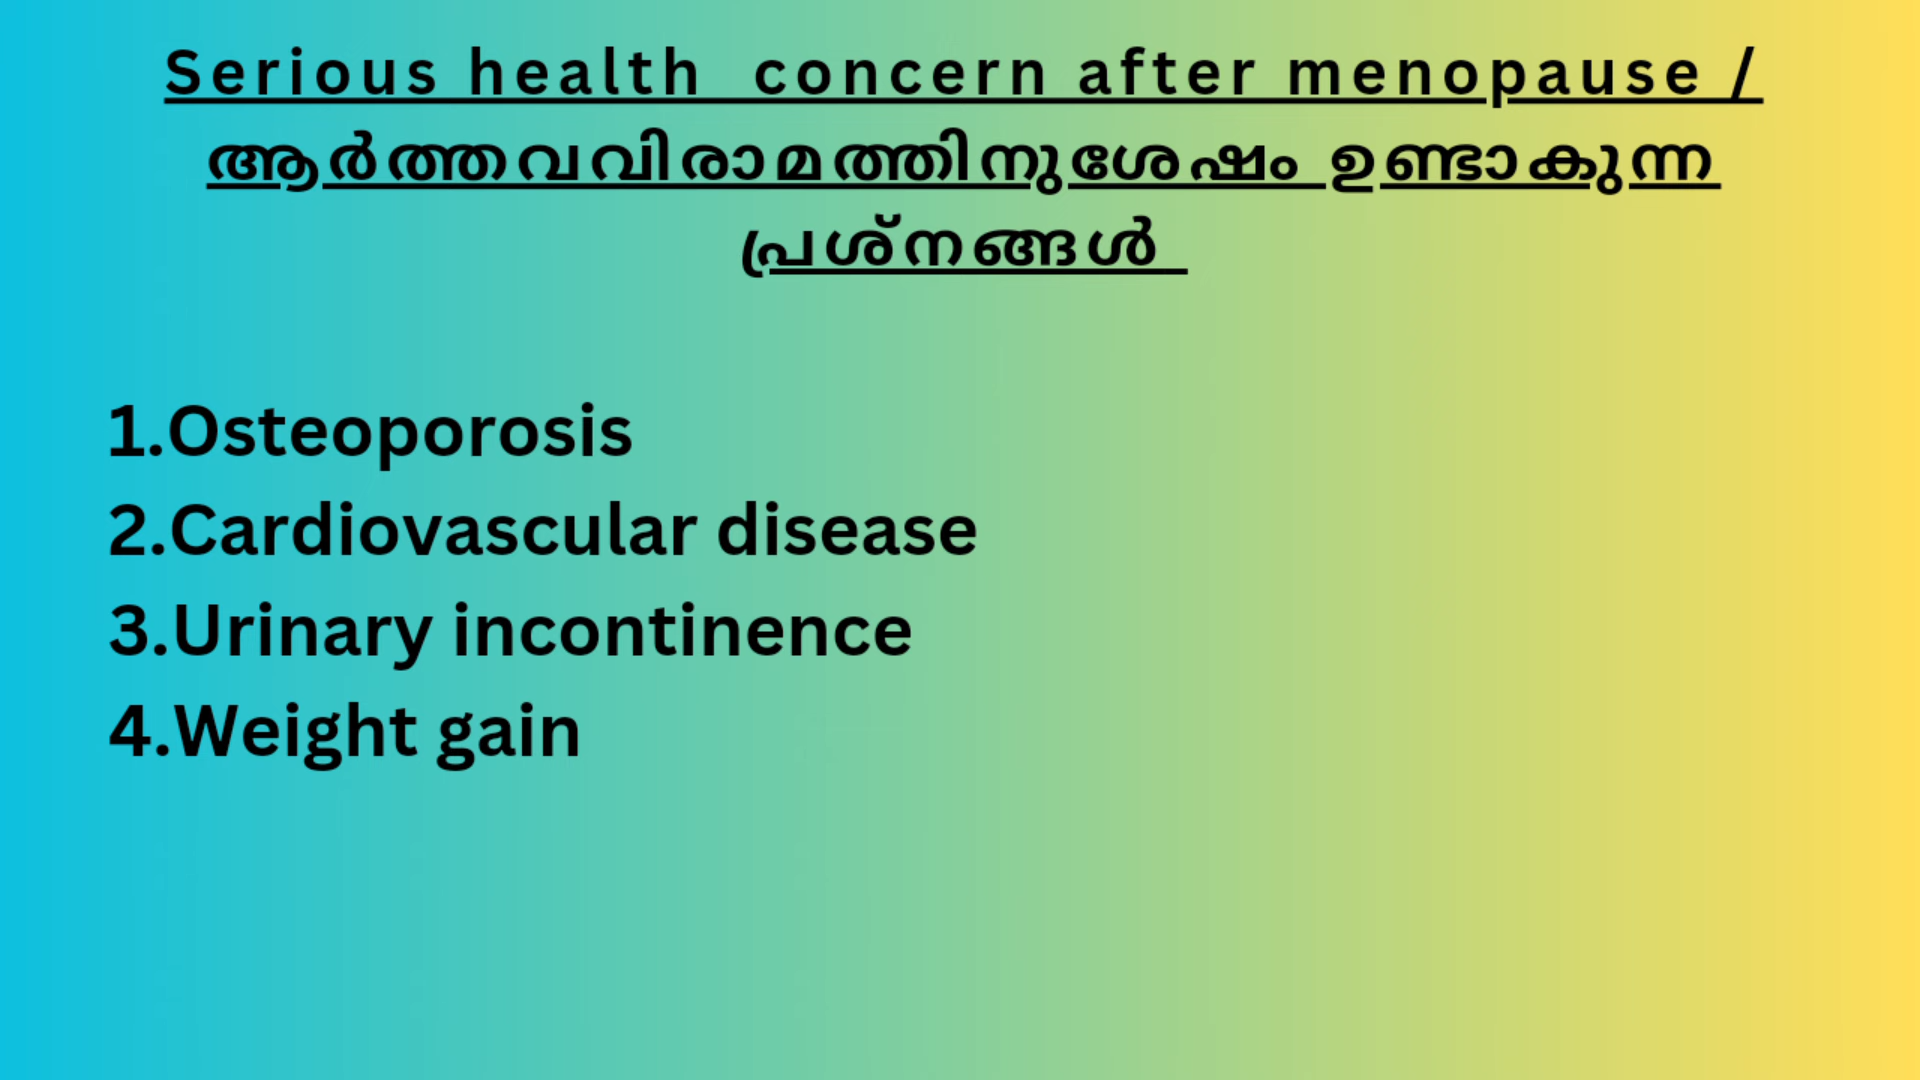 Serious health concern after menopause /
ആർത്തവവിരാമത്തിനുശേഷം ഉണ്ടാകുന്ന
പ്രശ്നങ്ങൾ
1.Osteoporosis
2.Cardiovascular disease
3.Urinary incontinence
4.Weight gain